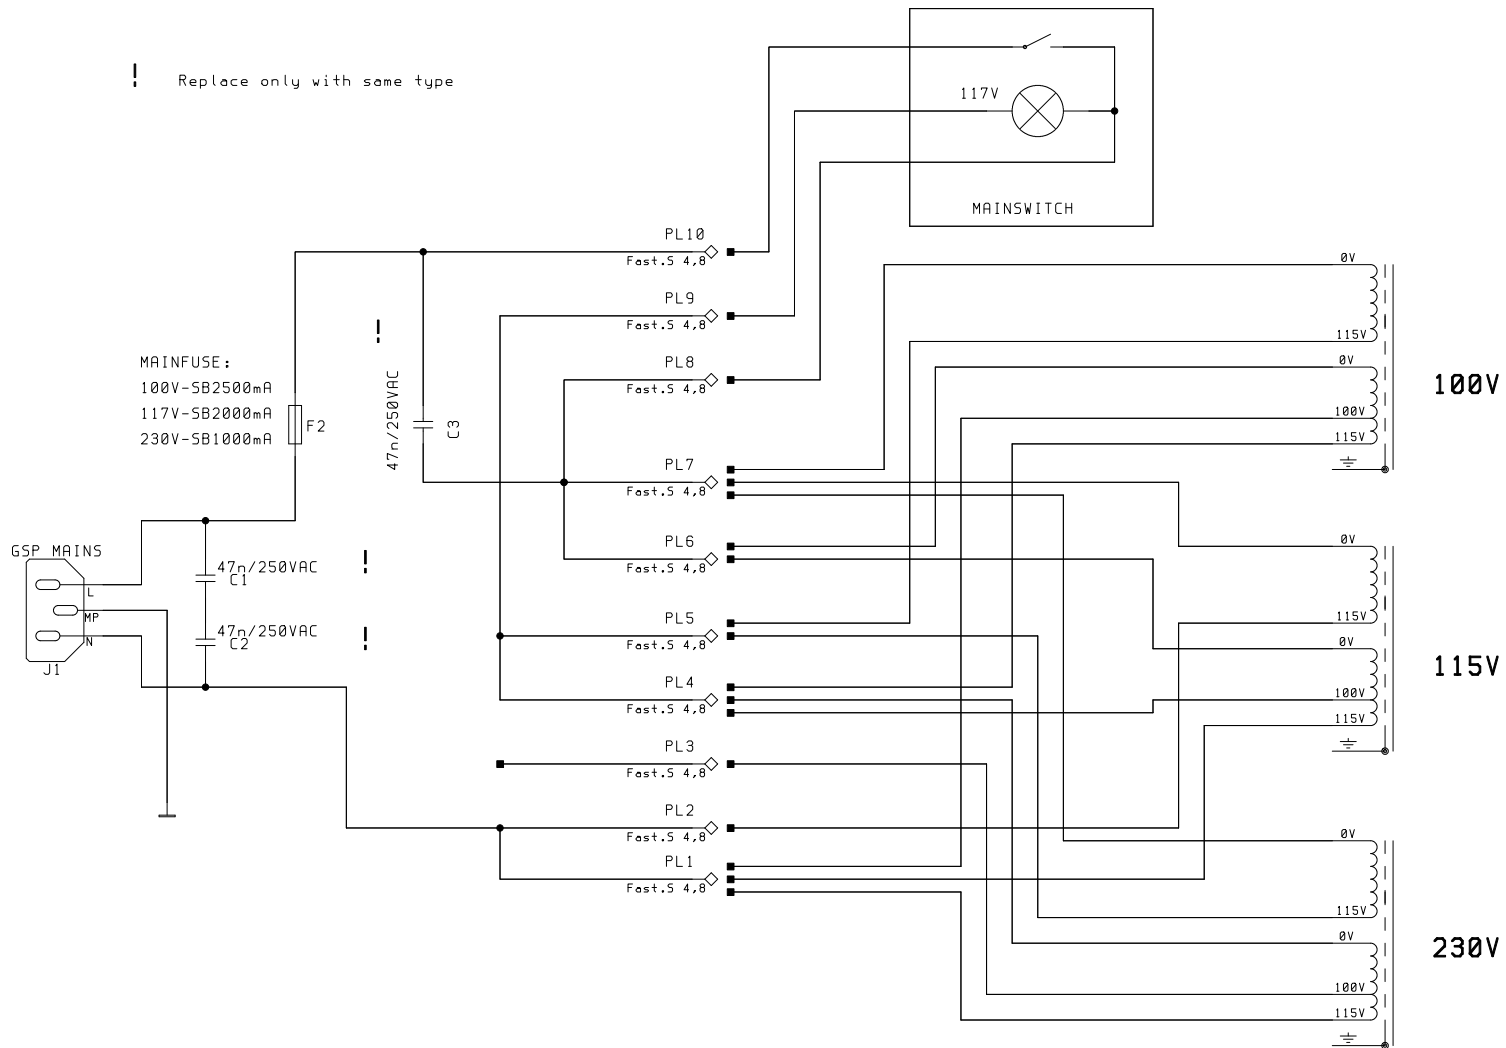 ! Replace only with same type
117V
MAINSWITCH
PL10
Fast.S 4,8
PL9
Fast.S 4,8
PL8
Fast.S 4,8
PL7
Fast.S 4,8
PL6
Fast.S 4,8
PL5
Fast.S 4,8
PL4
Fast.S 4,8
PL3
Fast.S 4,8
PL2
Fast.S 4,8
PL1
Fast.S 4,8
MAINFUSE:
100V-SB2500mA
117V-SB2000mA
230V-SB1000mA
F2
!
47n/250VAC
C3
GSP MAINS
L
MP
N
J1
47n/250VAC
C1
!
47n/250VAC
C2
!
0V
115V
0V
100V
115V
100V
0V
115V
0V
100V
115V
115V
0V
115V
0V
100V
115V
230V